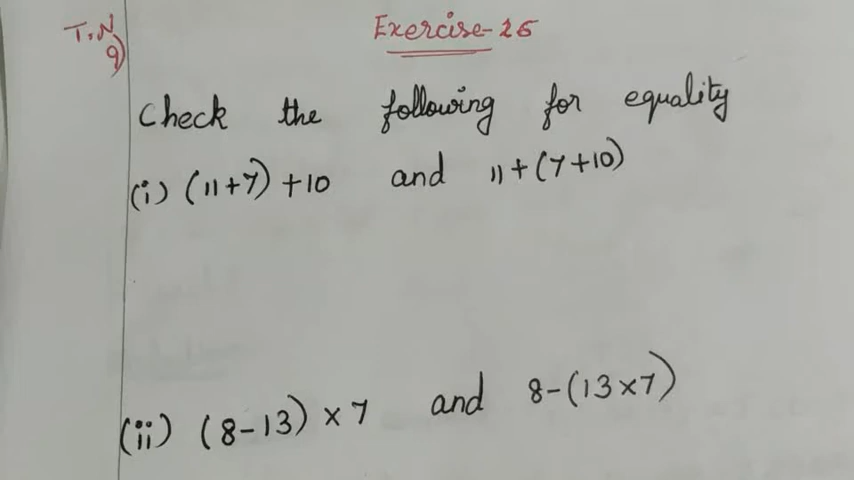 T.N
9)
Exercise-26
Check the following for equality
(i) (11+7)+10 and 11+(7+10)
(ii) (8-13)×7 and 8-(13×7)